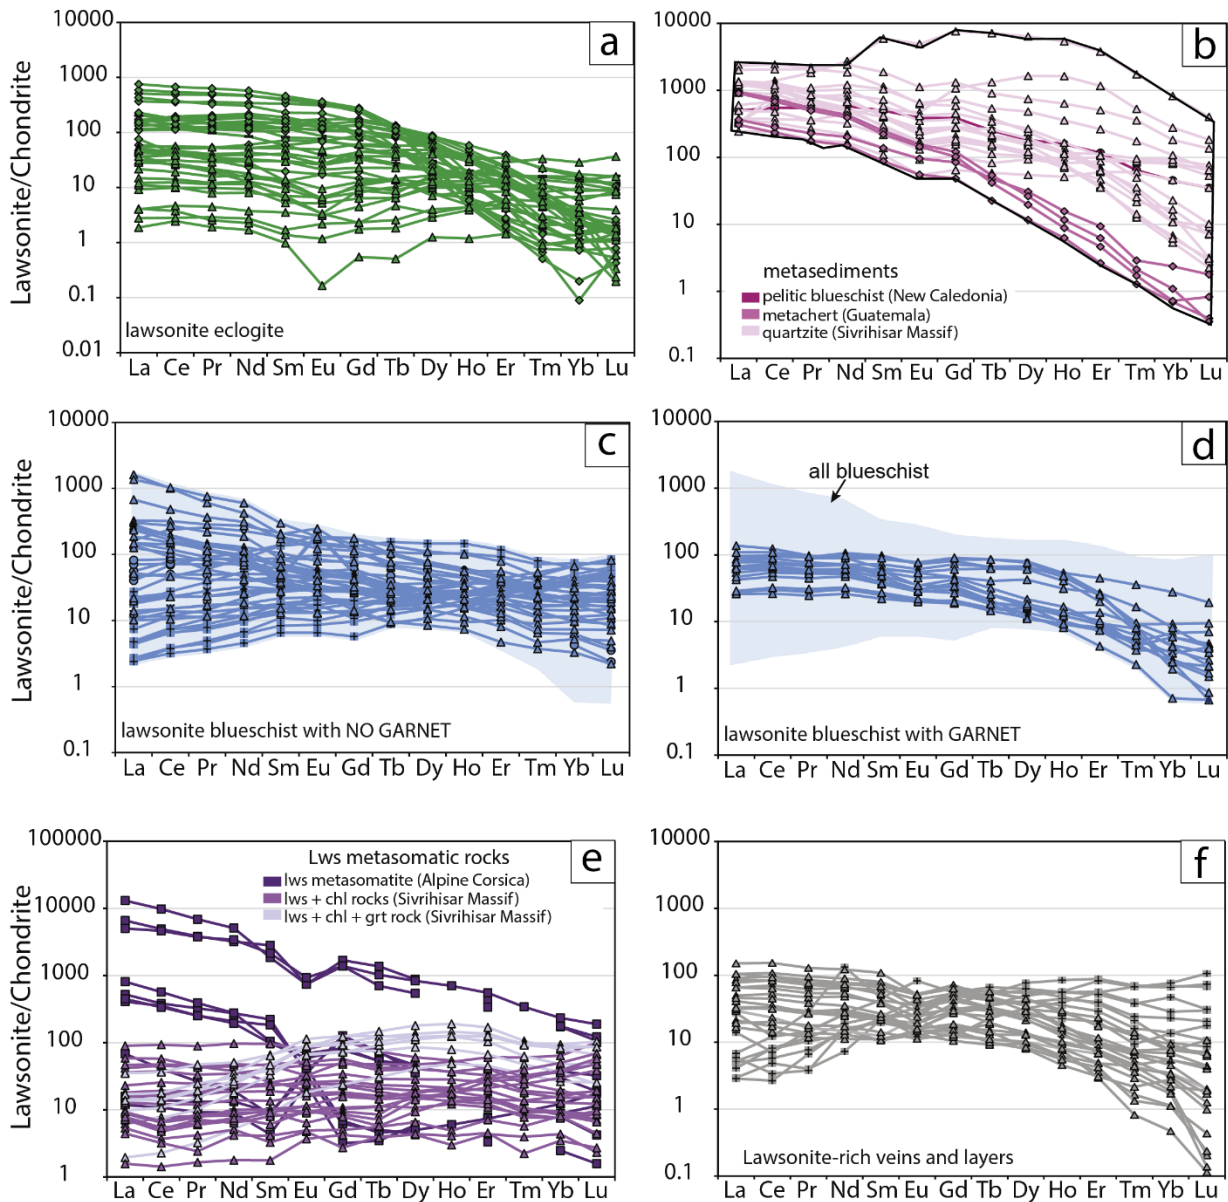 a
Lawsonite/Chondrite
10000
1000
100
10
1
0.1
0.01
lawsonite eclogite
La Ce Pr Nd Sm Eu Gd Tb Dy Ho Er Tm Yb Lu
b
10000
1000
100
10
1
0.1
metasediments
pelitic blueschist (New Caledonia)
metachert (Guatemala)
quartzite (Sivrihisar Massif)
La Ce Pr Nd Sm Eu Gd Tb Dy Ho Er Tm Yb Lu
c
Lawsonite/Chondrite
10000
1000
100
10
1
0.1
lawsonite blueschist with NO GARNET
La Ce Pr Nd Sm Eu Gd Tb Dy Ho Er Tm Yb Lu
d
10000
1000
100
10
1
0.1
all blueschist
lawsonite blueschist with GARNET
La Ce Pr Nd Sm Eu Gd Tb Dy Ho Er Tm Yb Lu
e
Lawsonite/Chondrite
100000
10000
1000
100
10
1
Lws metasomatic rocks
lws metasomatite (Alpine Corsica)
lws + chl rocks (Sivrihisar Massif)
lws + chl + grt rock (Sivrihisar Massif)
La Ce Pr Nd Sm Eu Gd Tb Dy Ho Er Tm Yb Lu
f
10000
1000
100
10
1
0.1
Lawsonite-rich veins and layers
La Ce Pr Nd Sm Eu Gd Tb Dy Ho Er Tm Yb Lu